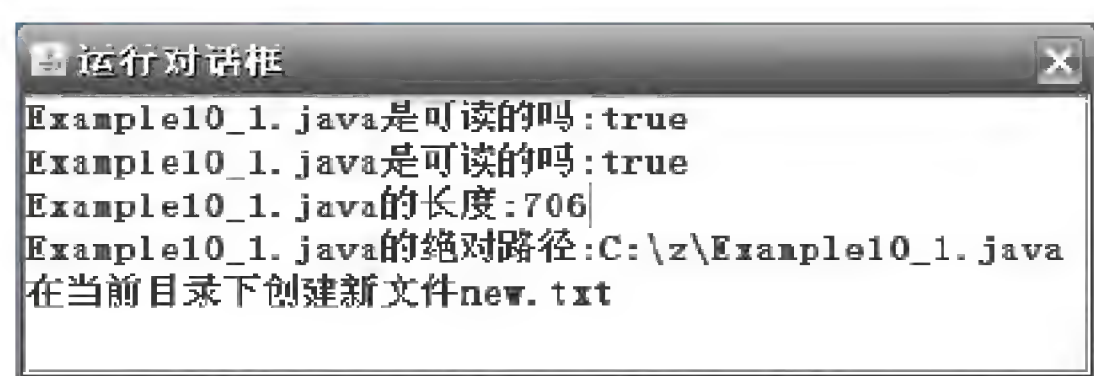 运行对话框
Example10_1.java是可读的吗:true
Example10_1.java是可读的吗:true
Example10_1.java的长度:706
Example10_1.java的绝对路径:C:\z\Example10_1.java
在当前目录下创建新文件new.txt